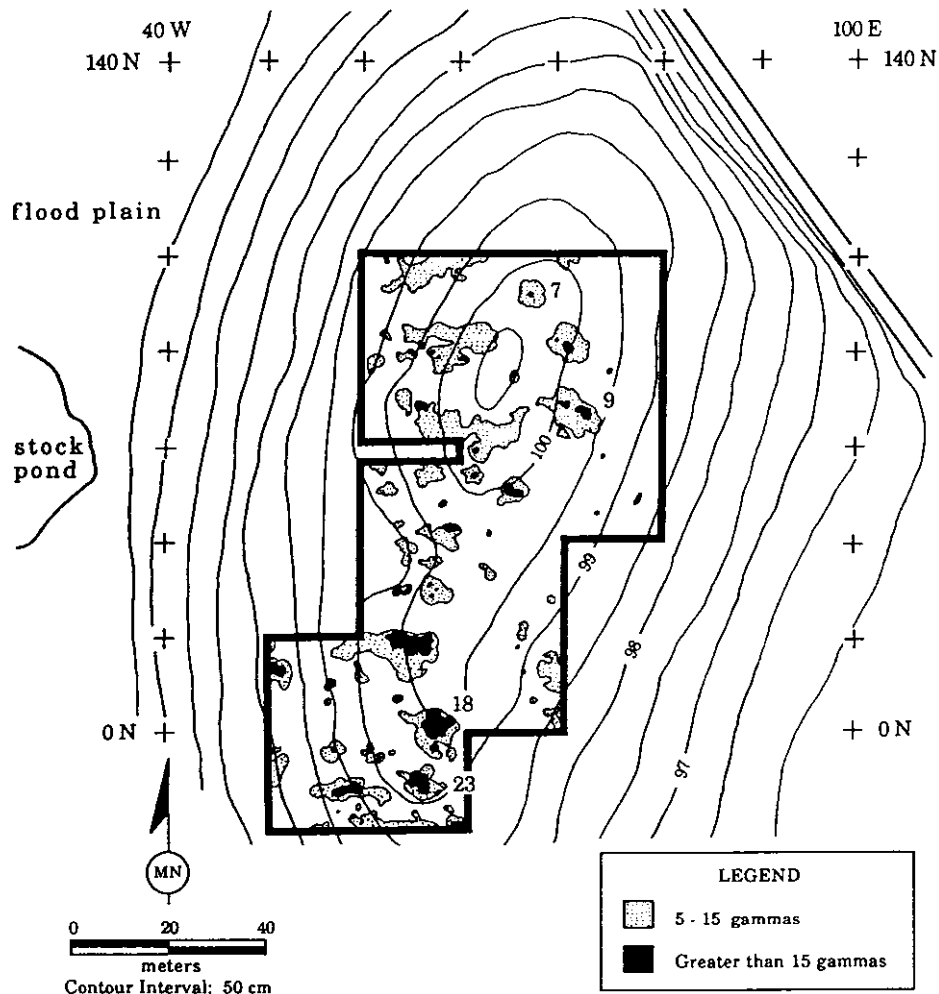 40 W
100 E
140 N
140 N
flood plain
7
9
stock
pond
100
99
98
18
0 N
0 N
97
23
MN
0 20 40
meters
Contour Interval: 50 cm
LEGEND
5 - 15 gammas
Greater than 15 gammas